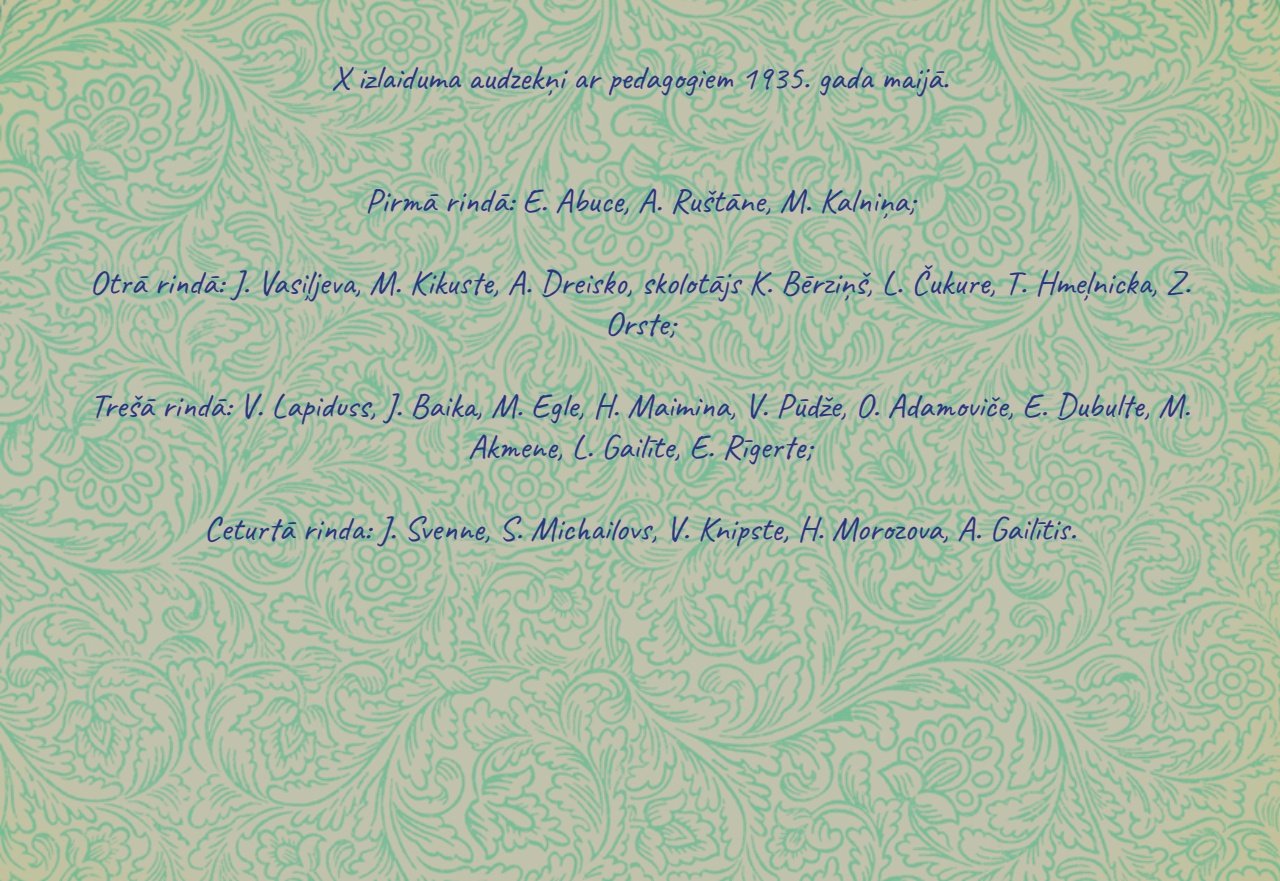 X izlaiduma audzekņi ar pedagogiem 1935. gada maijā.
Pirmā rindā: E. Abuce, A. Ruštāne, M. Kalniņa;
Otrā rindā: J. Vasiļjeva, M. Kikuste, A. Dreisko, skolotājs K. Bērziņš, L. Čukure, T. Hmeļnicka, Z.
Orste;
Trešā rindā: V. Lapiduss, J. Baika, M. Egle, H. Maimina, V. Pūdže, O. Adamoviče, E. Dubulte, M.
Akmene, L. Gailīte, E. Rīgerte;
Ceturtā rinda: J. Svenne, S. Michailovs, V. Knipste, H. Morozova, A. Gailītis.